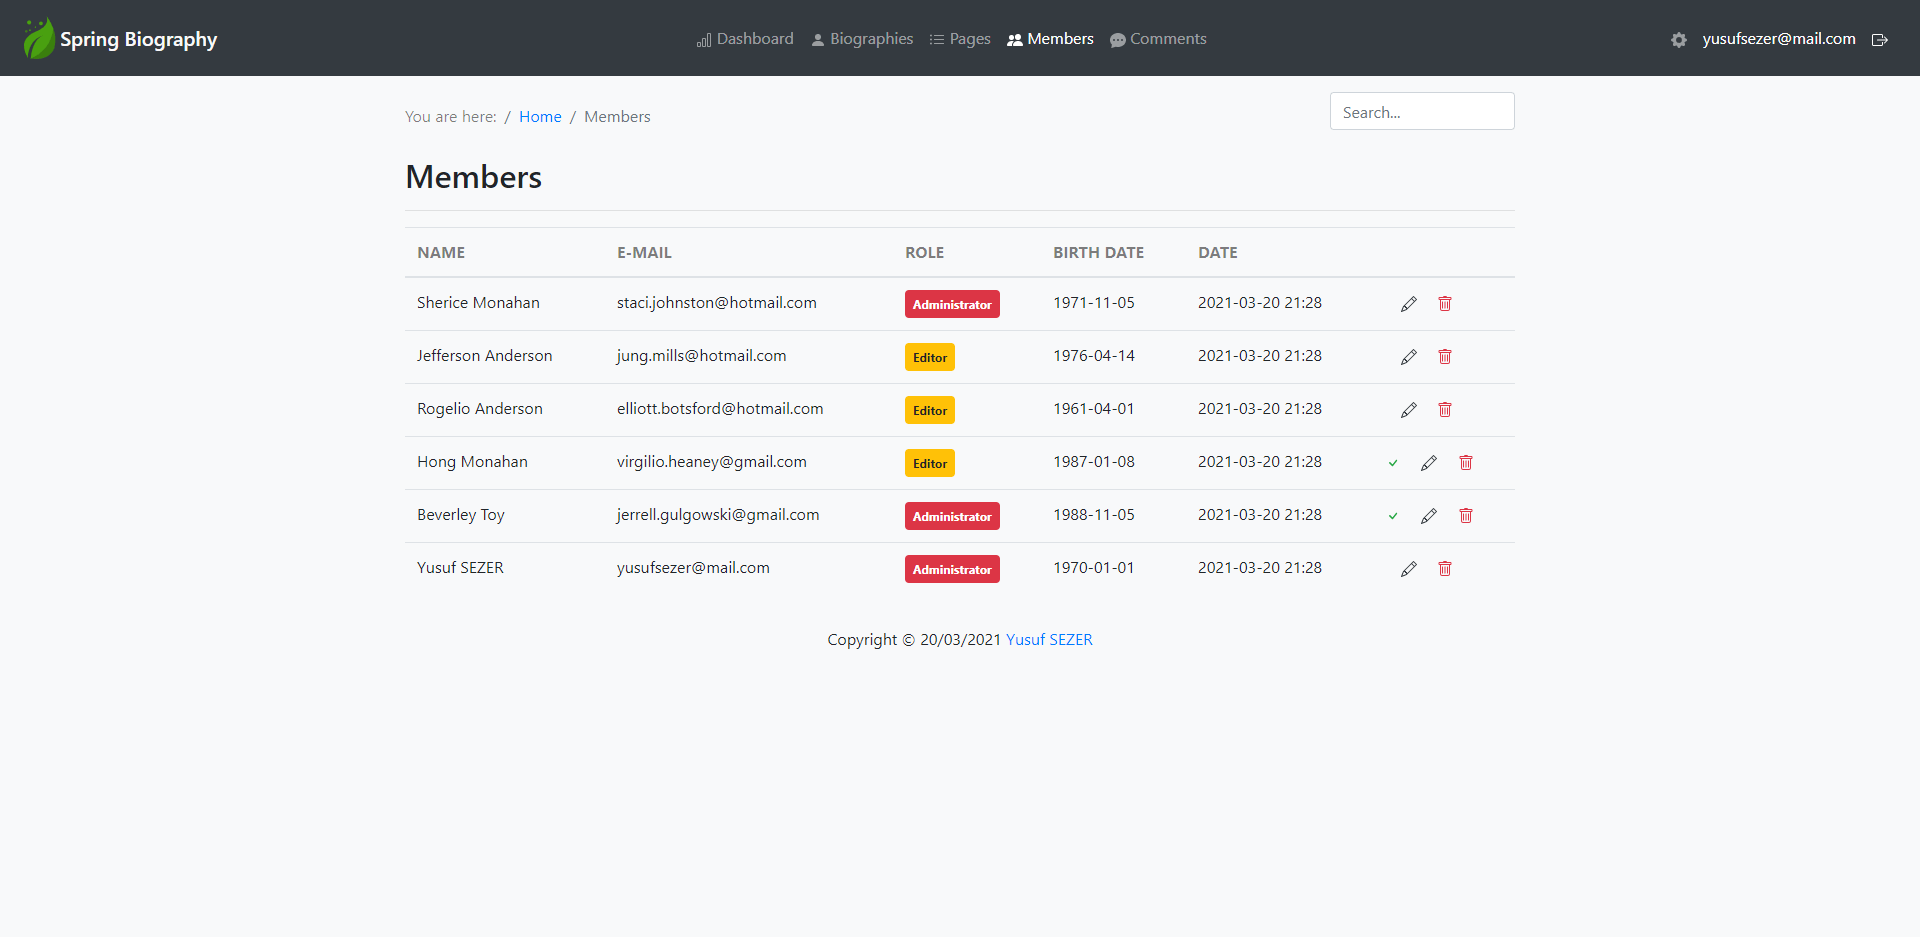 Spring Biography Dashboard Biographies Pages Members Comments yusufsezer@mail.com
You are here: / Home / Members Search...
Members
NAME E-MAIL ROLE BIRTH DATE DATE
Sherice Monahan staci.johnston@hotmail.com Administrator 1971-11-05 2021-03-20 21:28
Jefferson Anderson jung.mills@hotmail.com Editor 1976-04-14 2021-03-20 21:28
Rogelio Anderson elliott.botsford@hotmail.com Editor 1961-04-01 2021-03-20 21:28
Hong Monahan virgilio.heaney@gmail.com Editor 1987-01-08 2021-03-20 21:28
Beverley Toy jerrell.gulgowski@gmail.com Administrator 1988-11-05 2021-03-20 21:28
Yusuf SEZER yusufsezer@mail.com Administrator 1970-01-01 2021-03-20 21:28
Copyright © 20/03/2021 Yusuf SEZER